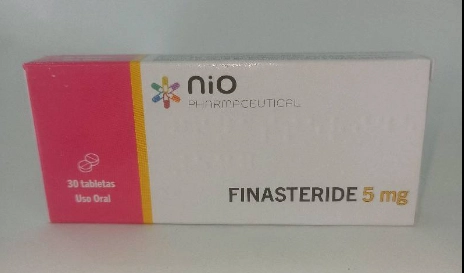 NiO
PHARMACEUTICAL
30 tabletas
Uso Oral
FINASTERIDE 5 mg